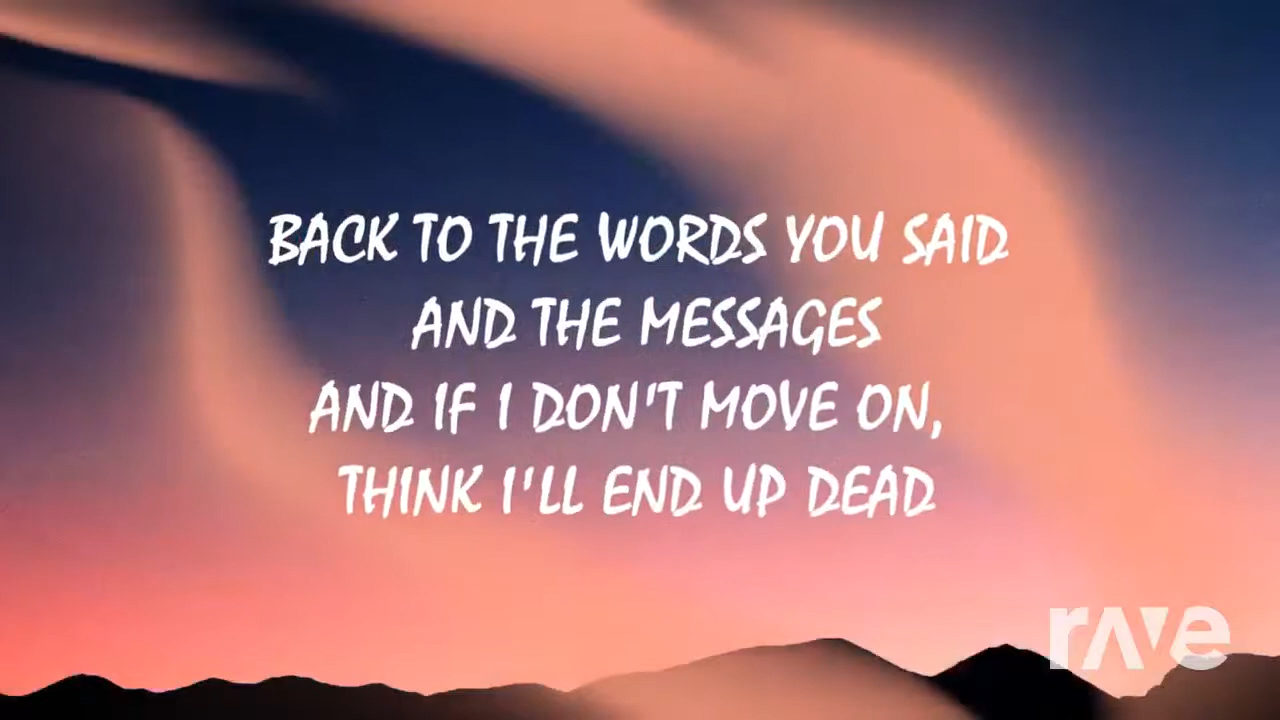 BACK TO THE WORDS YOU SAID
AND THE MESSAGES
AND IF I DON'T MOVE ON,
THINK I'LL END UP DEAD
rave